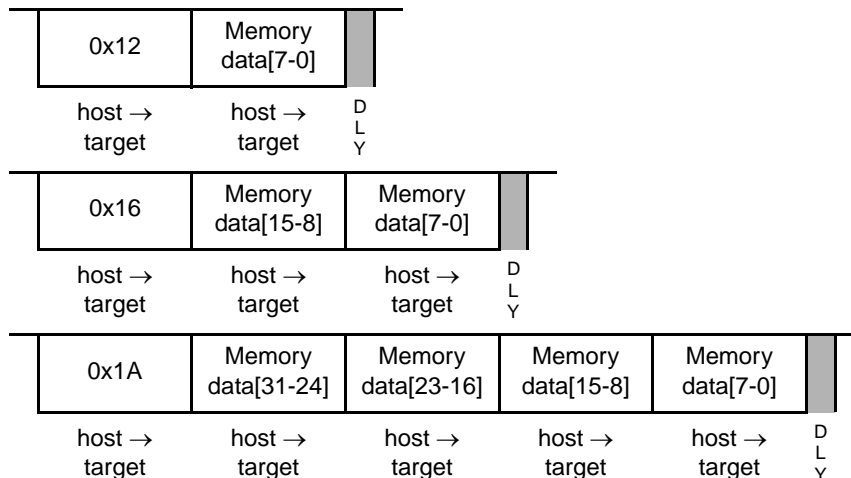 0x12 Memory data[7-0]
host → target host → target D L Y
0x16 Memory data[15-8] Memory data[7-0]
host → target host → target host → target D L Y
0x1A Memory data[31-24] Memory data[23-16] Memory data[15-8] Memory data[7-0]
host → target host → target host → target host → target host → target D L Y